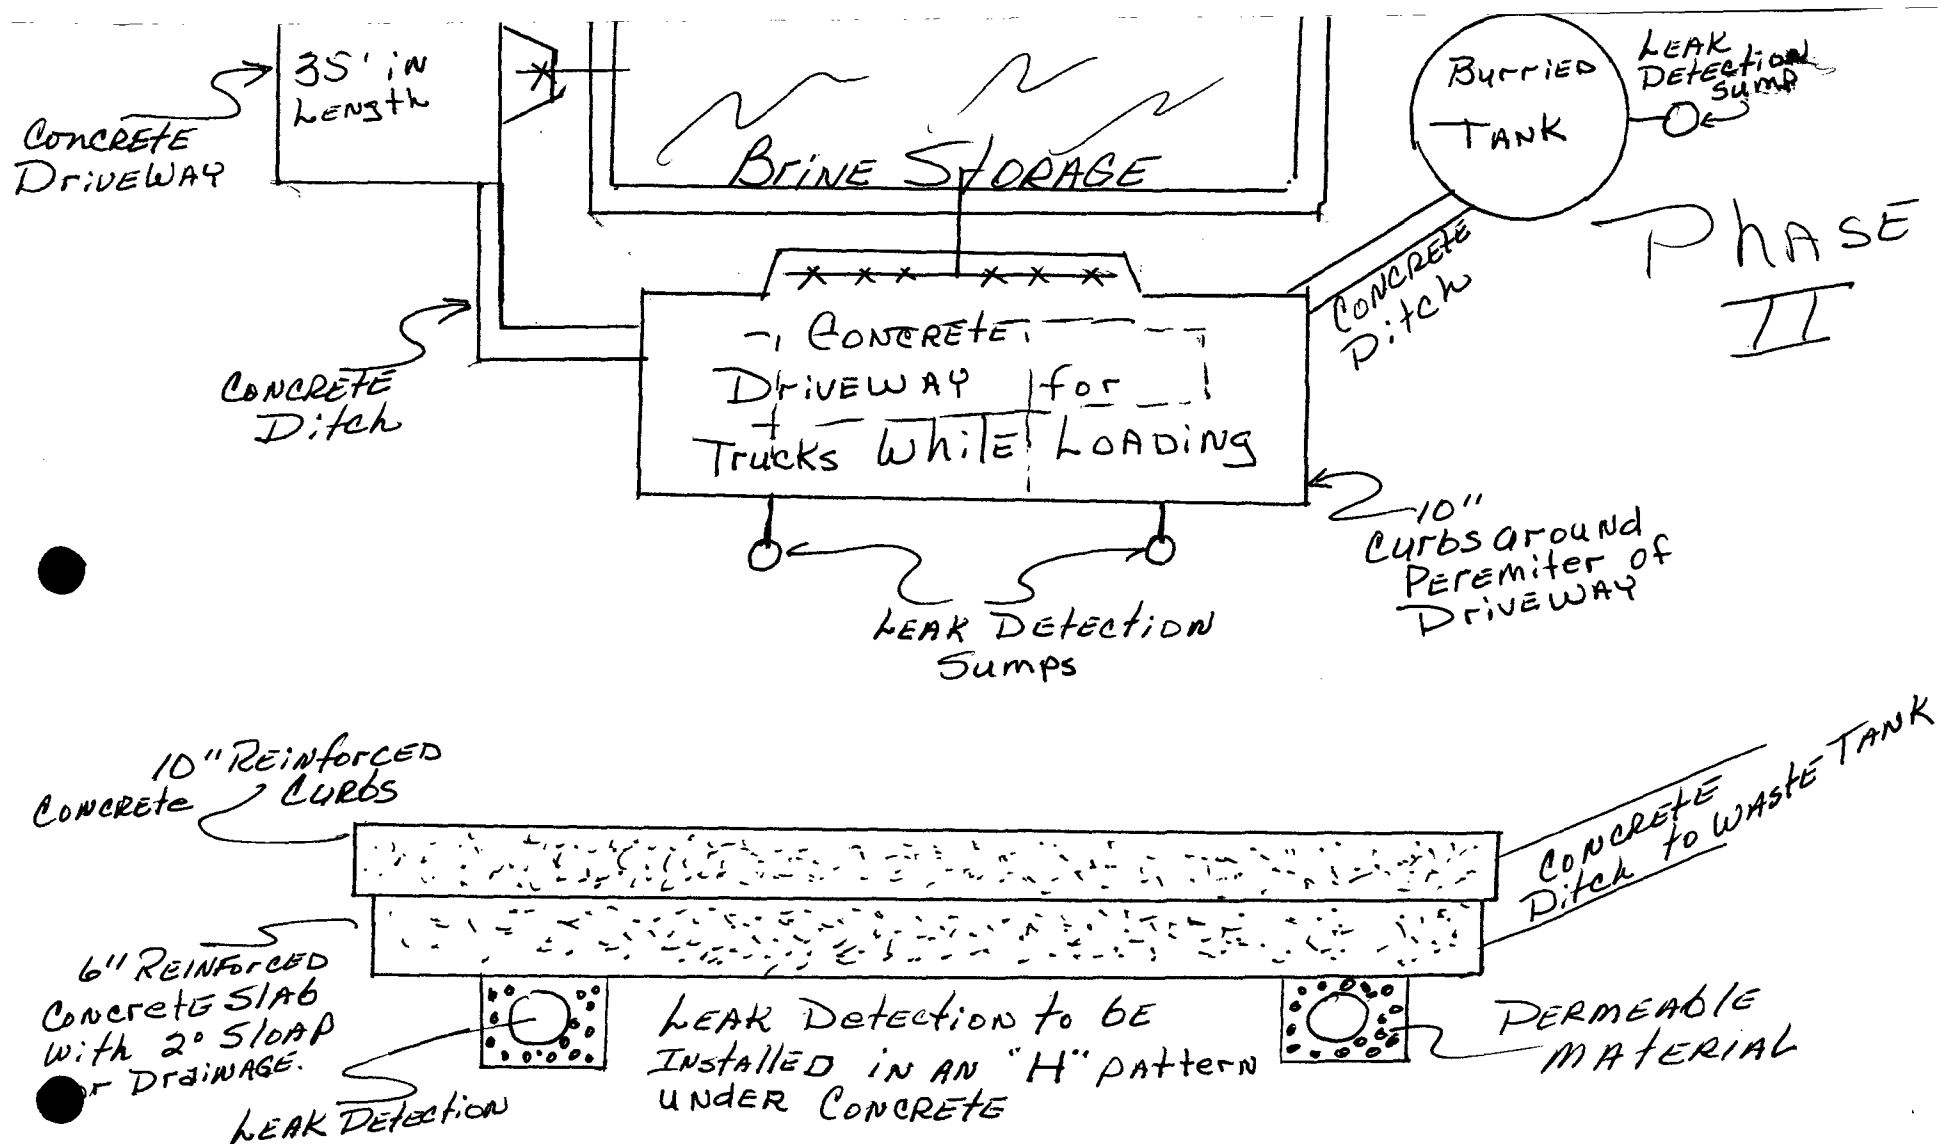 35' in
Length
Concrete
Driveway
Brine Storage
Burried
Tank
Leak
Detection
Sump
Phase
II
Concrete
Ditch
Concrete
Ditch
Concrete
Driveway for
Trucks While Loading
10"
Curbs around
Peremiter of
Driveway
Leak Detection
Sumps
10" Reinforced
Concrete Curbs
Concrete
Ditch to Waste Tank
6" Reinforced
Concrete Slab
with 2° Sloap
or Drainage.
Leak Detection
Leak Detection to be
Installed in an "H" pattern
under Concrete
Permeable
Material